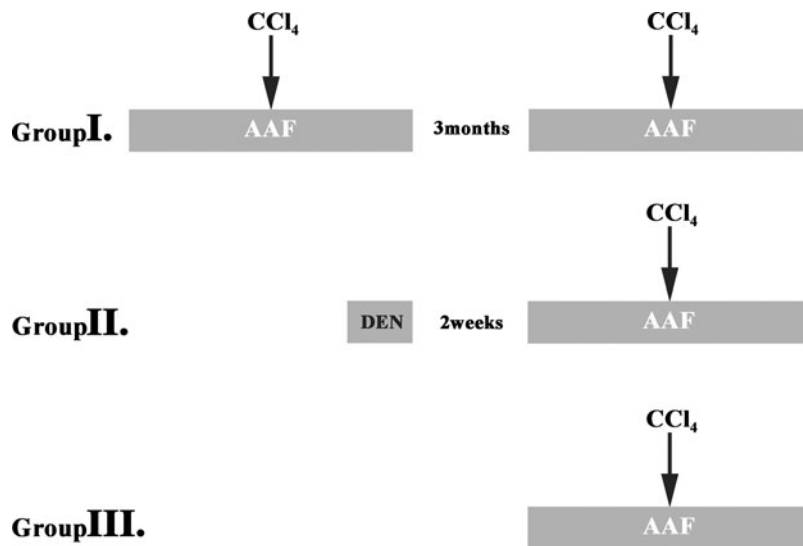 CCl₄ CCl₄
GroupI. AAF 3months AAF
CCl₄
GroupII. DEN 2weeks AAF
CCl₄
GroupIII. AAF